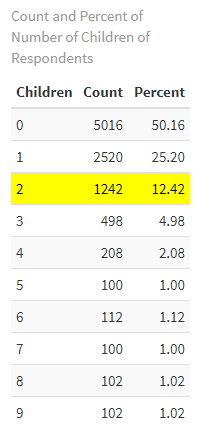 Count and Percent of
Number of Children of
Respondents
Children Count Percent
0 5016 50.16
1 2520 25.20
2 1242 12.42
3 498 4.98
4 208 2.08
5 100 1.00
6 112 1.12
7 100 1.00
8 102 1.02
9 102 1.02